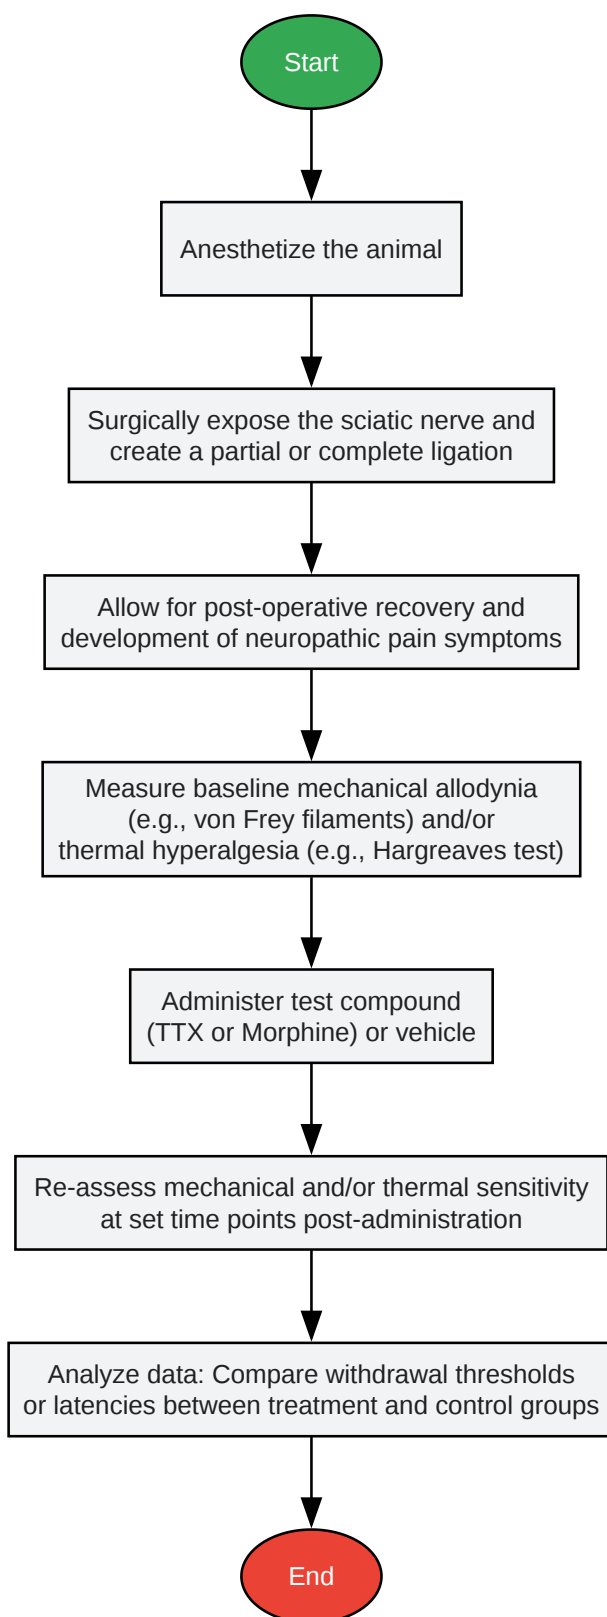 Start
Anesthetize the animal
Surgically expose the sciatic nerve and
create a partial or complete ligation
Allow for post-operative recovery and
development of neuropathic pain symptoms
Measure baseline mechanical allodynia
(e.g., von Frey filaments) and/or
thermal hyperalgesia (e.g., Hargreaves test)
Administer test compound
(TTX or Morphine) or vehicle
Re-assess mechanical and/or thermal sensitivity
at set time points post-administration
Analyze data: Compare withdrawal thresholds
or latencies between treatment and control groups
End